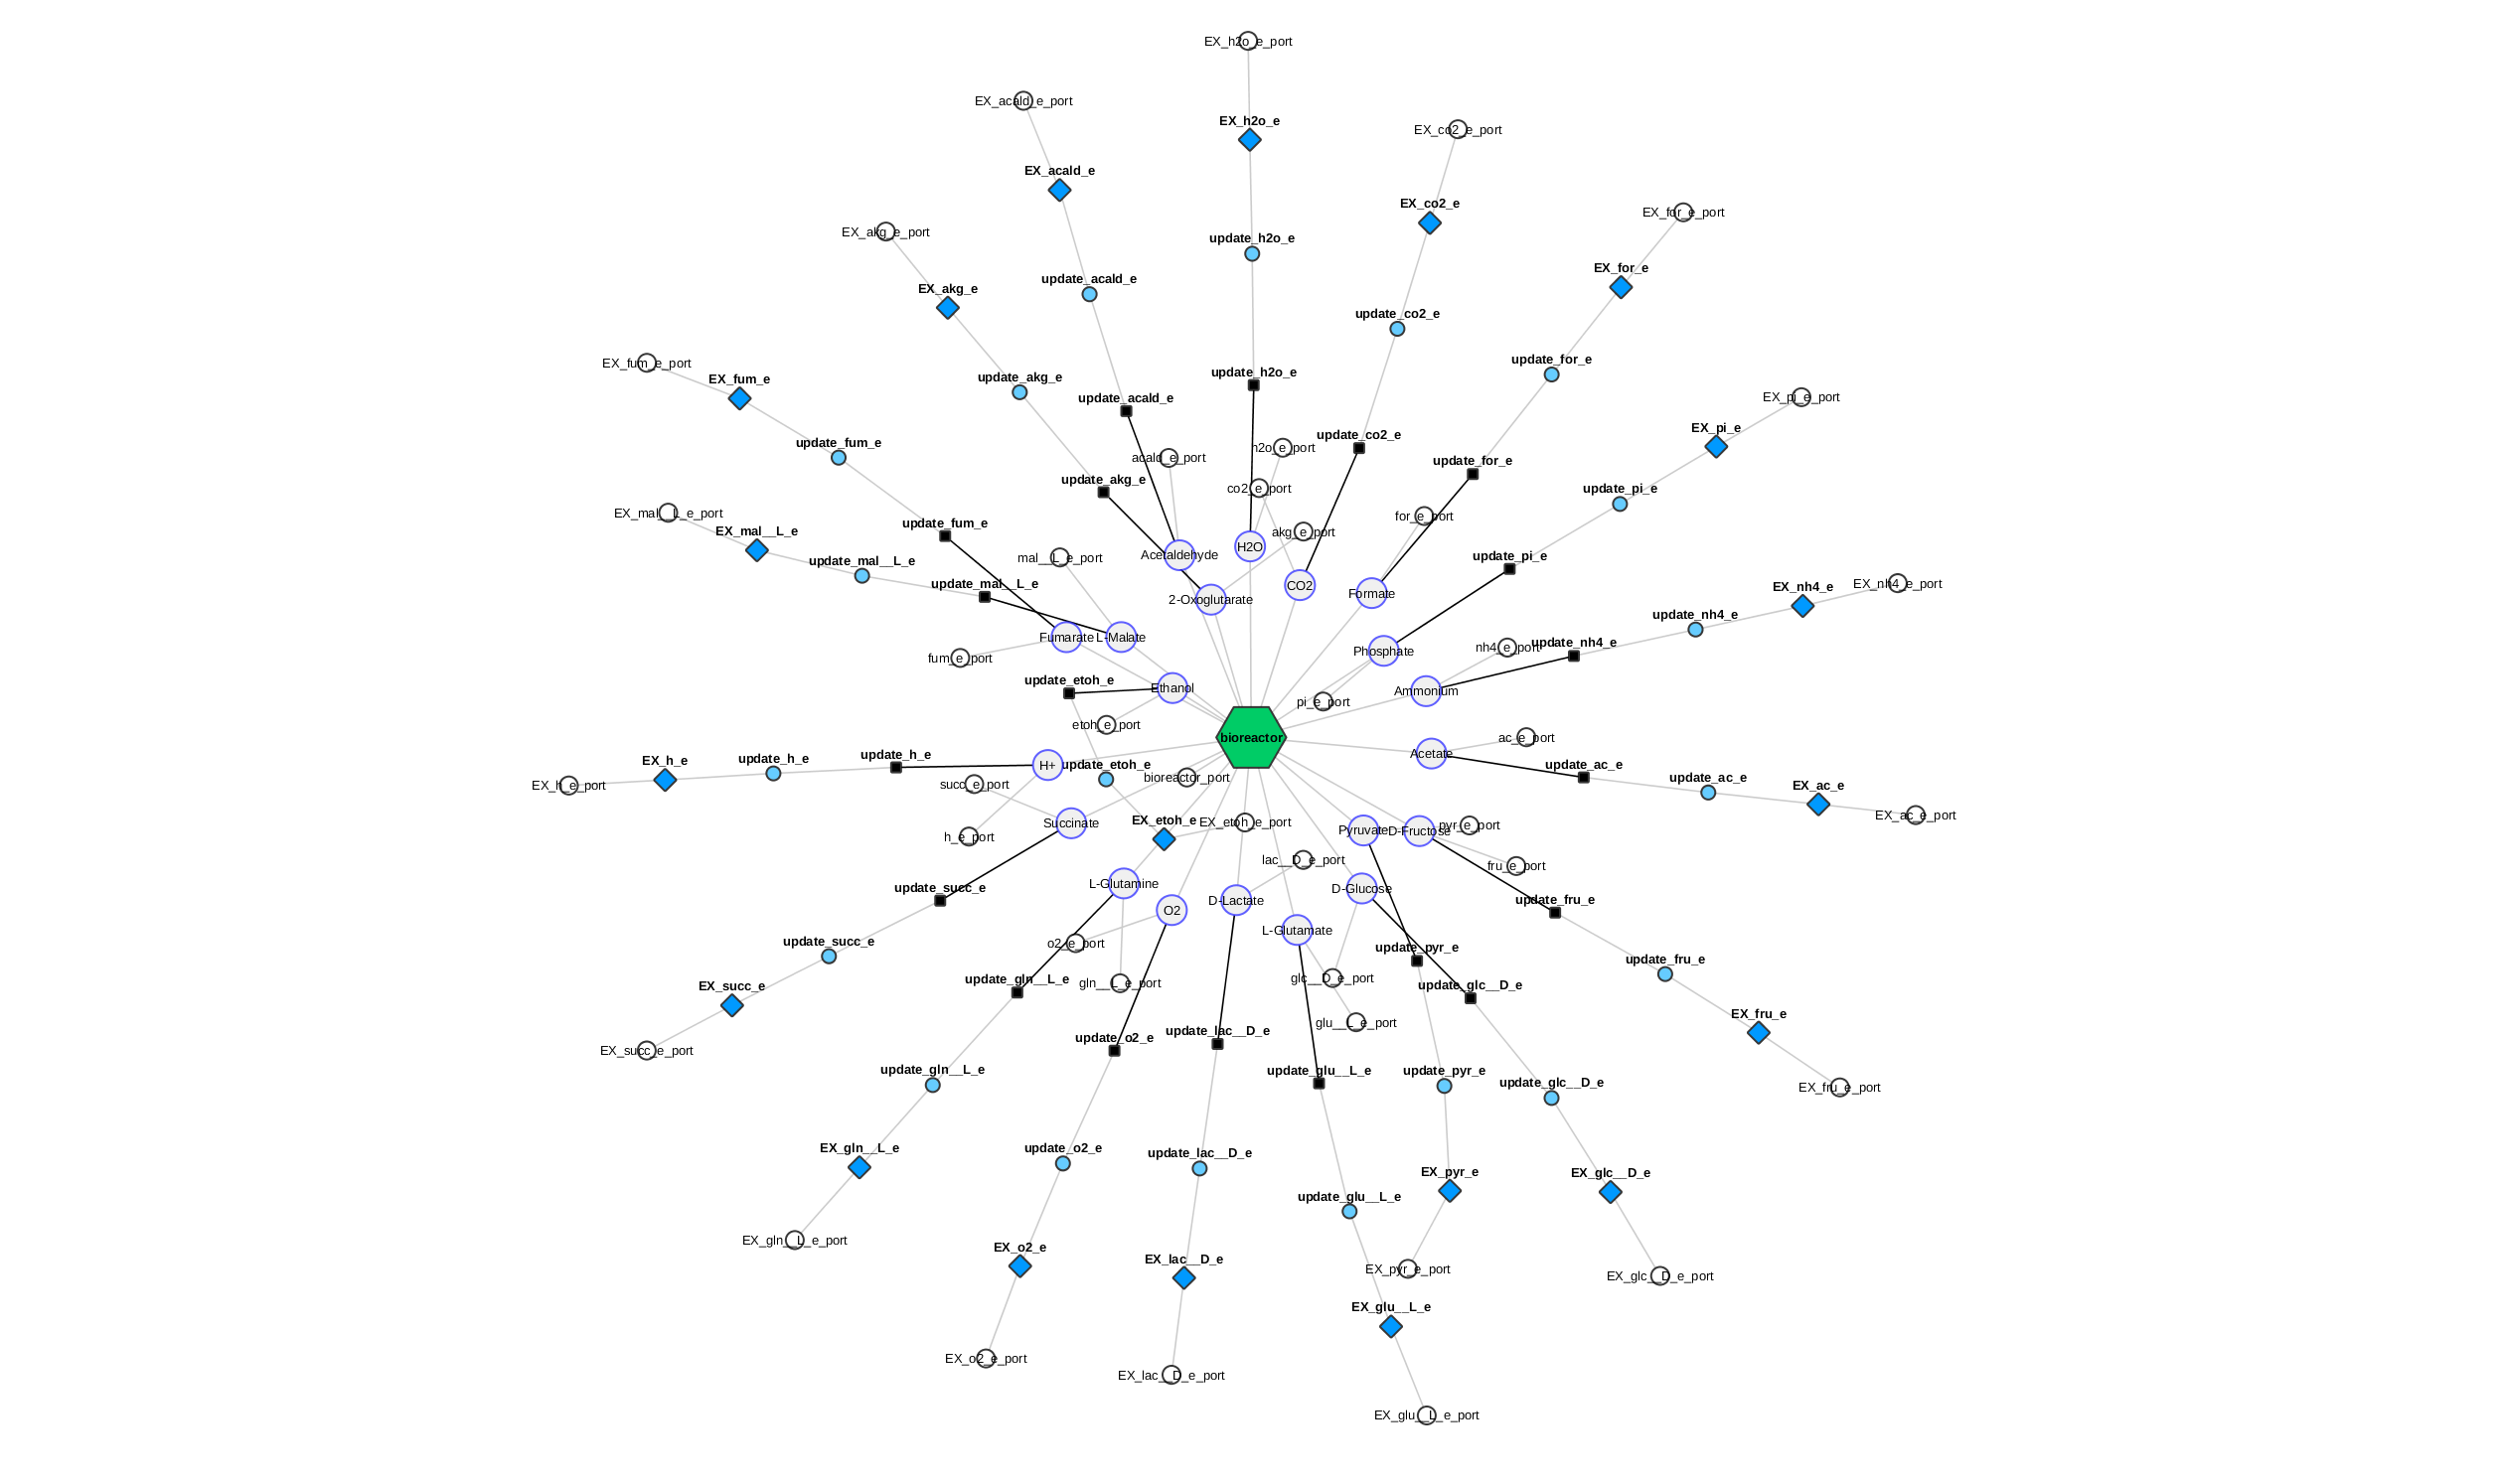 EX_h2o_e_port
EX_acald_e_port
EX_h2o_e
EX_co2_e_port
EX_acald_e
EX_co2_e
EX_for_e_port
EX_akg_e_port
update_h2o_e
EX_for_e
update_acald_e
EX_akg_e
update_co2_e
update_for_e
EX_fum_e_port
EX_fum_e
update_akg_e
update_h2o_e
EX_pi_e_port
update_acald_e
EX_pi_e
update_fum_e
update_co2_e
h2o_e_port
acald_e_port
update_for_e
update_akg_e
co2_e_port
update_pi_e
EX_mal__L_e_port
for_e_port
update_fum_e
EX_mal__L_e
akg_e_port
H2O
Acetaldehyde
mal__L_e_port
update_mal__L_e
update_pi_e
update_mal__L_e
CO2
EX_nh4_e
EX_nh4_e_port
2-Oxoglutarate
Formate
update_nh4_e
Fumarate
L-Malate
nh4_e_port
update_nh4_e
fum_e_port
Phosphate
update_etoh_e
Ethanol
Ammonium
pi_e_port
etoh_e_port
bioreactor
ac_e_port
update_h_e
Acetate
update_h_e
EX_h_e
H+
update_etoh_e
update_ac_e
update_ac_e
bioreactor_port
EX_h_e_port
succ_e_port
EX_ac_e
EX_ac_e_port
EX_etoh_e
EX_etoh_e_port
Succinate
h_e_port
Pyruvate
D-Fructose
pyr_e_port
lac__D_e_port
fru_e_port
L-Glutamine
update_succ_e
D-Glucose
D-Lactate
O2
update_fru_e
L-Glutamate
update_succ_e
o2_e_port
update_pyr_e
update_fru_e
update_gln__L_e
gln__L_e_port
glc__D_e_port
update_glc__D_e
EX_succ_e
EX_fru_e
glu__L_e_port
update_o2_e
update_lac__D_e
EX_succ_e_port
update_gln__L_e
update_glu__L_e
update_pyr_e
update_glc__D_e
EX_fru_e_port
EX_gln__L_e
update_o2_e
update_lac__D_e
EX_pyr_e
EX_glc__D_e
update_glu__L_e
EX_gln__L_e_port
EX_o2_e
EX_lac__D_e
EX_pyr_e_port
EX_glc__D_e_port
EX_glu__L_e
EX_o2_e_port
EX_lac__D_e_port
EX_glu__L_e_port